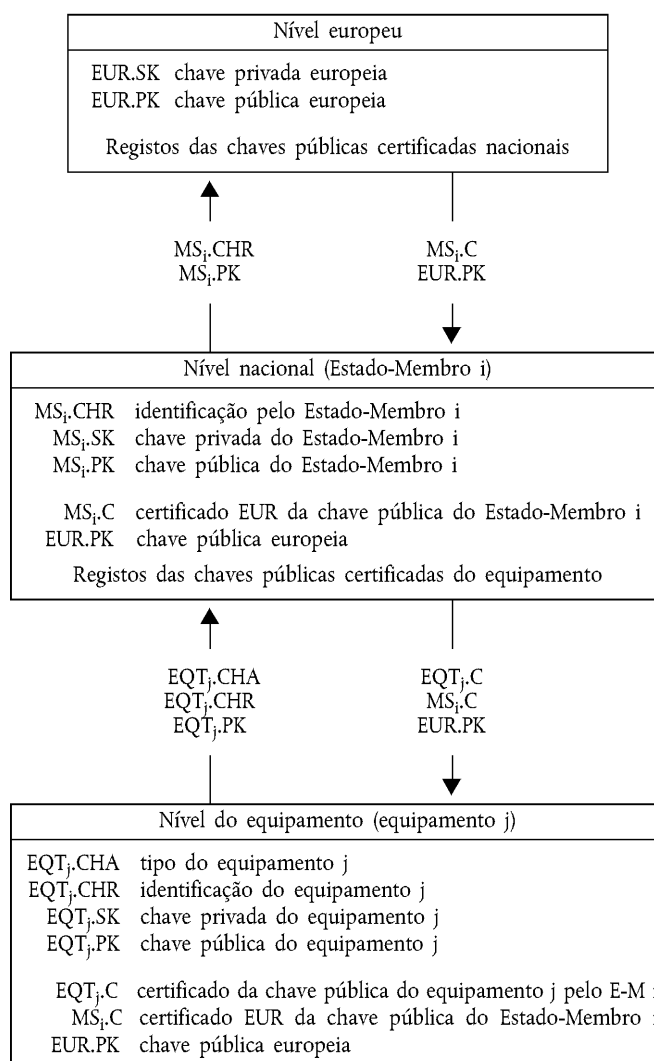 Nível europeu
EUR.SK chave privada europeia
EUR.PK chave pública europeia
Registos das chaves públicas certificadas nacionais
MSi.CHR
MSi.PK
MSi.C
EUR.PK
Nível nacional (Estado-Membro i)
MSi.CHR identificação pelo Estado-Membro i
MSi.SK chave privada do Estado-Membro i
MSi.PK chave pública do Estado-Membro i
MSi.C certificado EUR da chave pública do Estado-Membro i
EUR.PK chave pública europeia
Registos das chaves públicas certificadas do equipamento
EQTj.CHA
EQTj.CHR
EQTj.PK
EQTj.C
MSi.C
EUR.PK
Nível do equipamento (equipamento j)
EQTj.CHA tipo do equipamento j
EQTj.CHR identificação do equipamento j
EQTj.SK chave privada do equipamento j
EQTj.PK chave pública do equipamento j
EQTj.C certificado da chave pública do equipamento j pelo E-M i
MSi.C certificado EUR da chave pública do Estado-Membro i
EUR.PK chave pública europeia